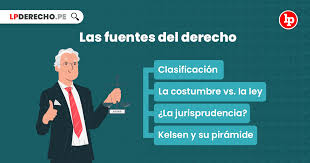 LPDERECHO.PE
LP
Las fuentes del derecho
Clasificación
La costumbre vs. la ley
¿La jurisprudencia?
Kelsen y su pirámide